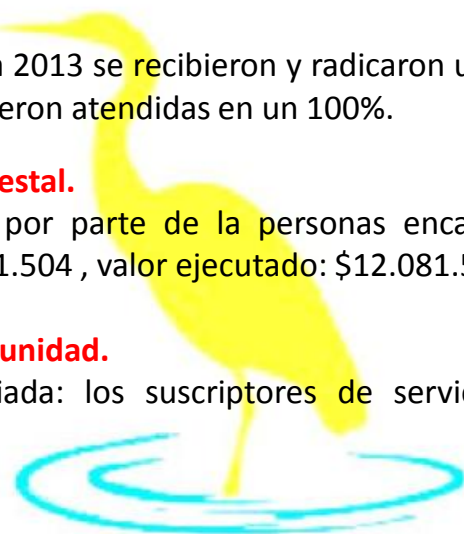 2013 se recibieron y radicaron
eron atendidas en un 100%.
estal.
por parte de la personas enca
1.504 , valor ejecutado: $12.081.5
unidad.
iada: los suscriptores de servic